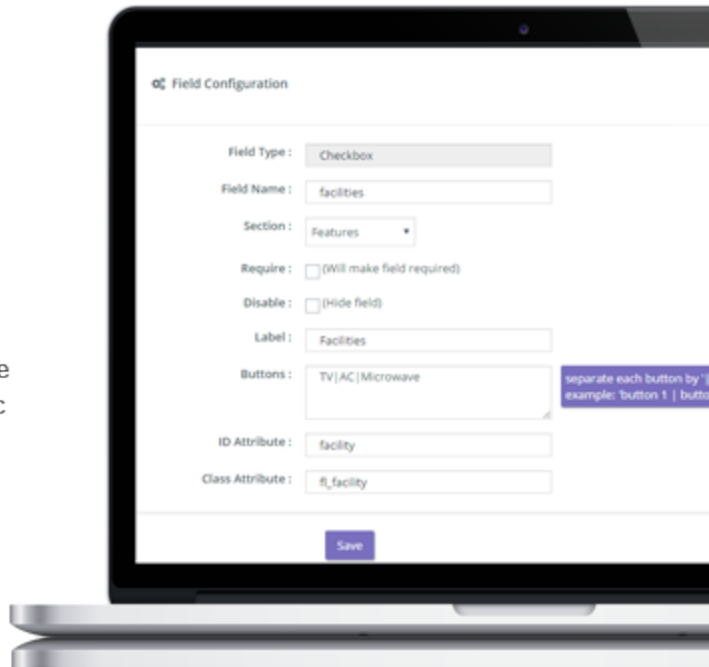 Field Configuration
Field Type : Checkbox
Field Name : facilities
Section : Features
Require : (Will make field required)
Disable : (Hide field)
Label : Facilities
Buttons : TV|AC|Microwave
separate each button by "|
example: 'button 1 | butto
ID Attribute : facility
Class Attribute : fl_facility
Save